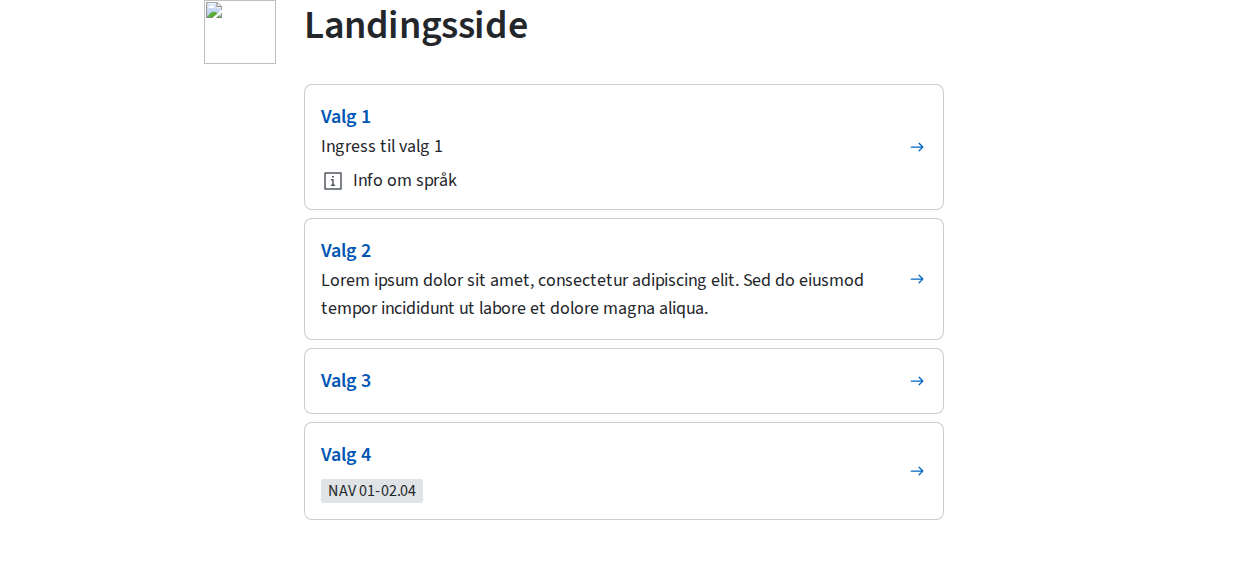 Landingsside
Valg 1
Ingress til valg 1
Info om språk
Valg 2
Lorem ipsum dolor sit amet, consectetur adipiscing elit. Sed do eiusmod
tempor incididunt ut labore et dolore magna aliqua.
Valg 3
Valg 4
NAV 01-02.04